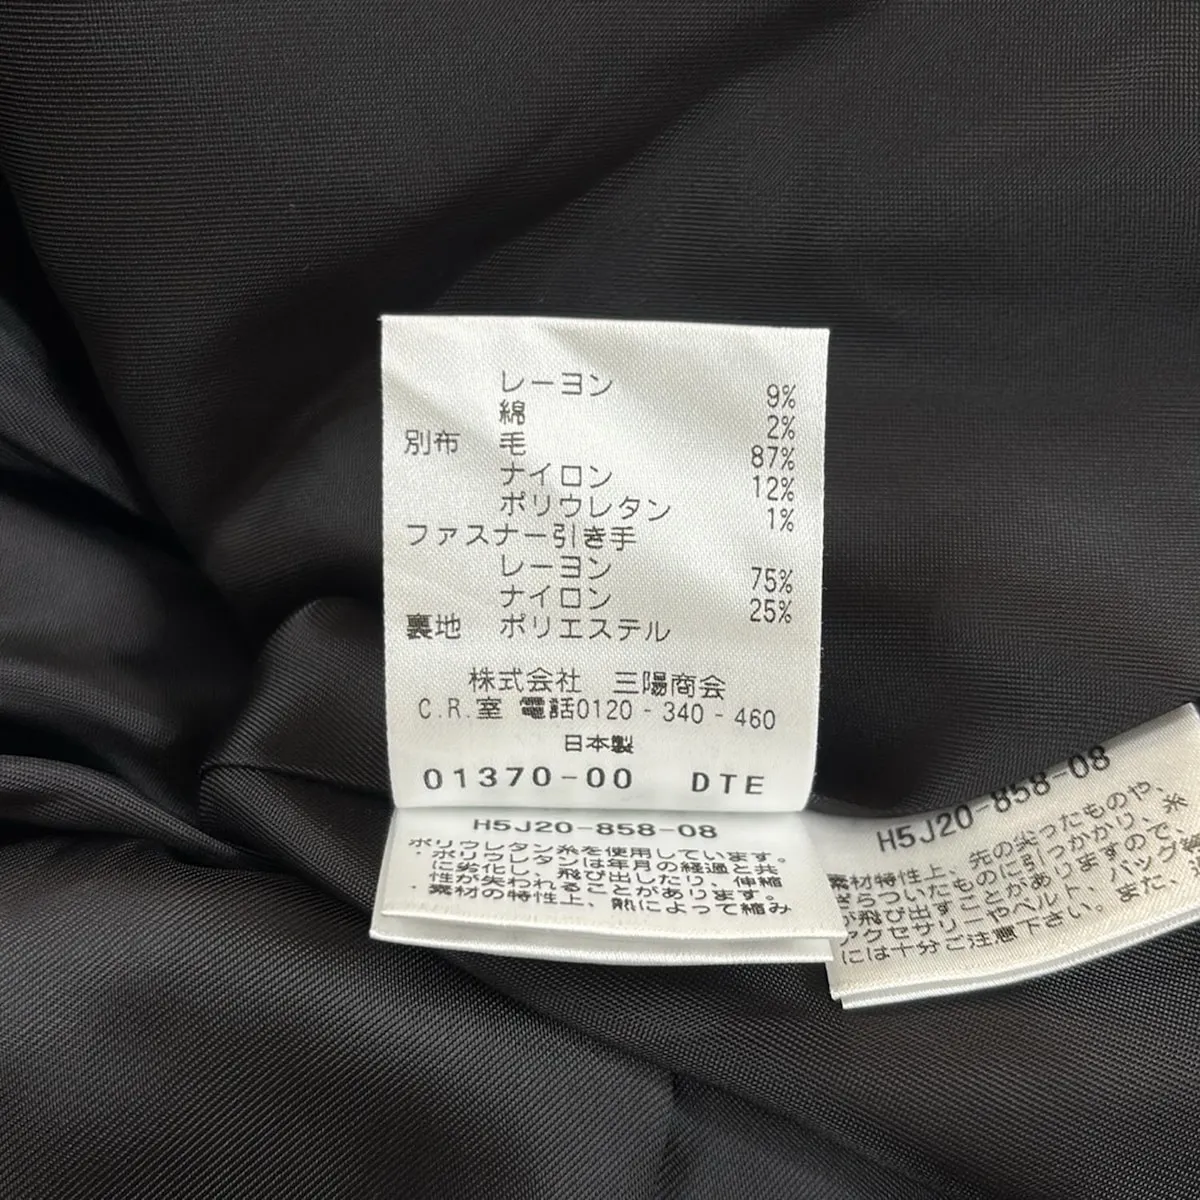 レーヨン 9%
綿 2%
別布 毛 87%
ナイロン 12%
ポリウレタン 1%
ファスナー引き手
レーヨン 75%
ナイロン 25%
裏地 ポリエステル
株式会社 三陽商会
C.R.室 電話0120-340-460
日本製
01370-00 DTE
H5J20-858-08
ポリウレタン糸を使用しています。
・ポリウレタンは年月の経過と共
に劣化し、飛び出したり、伸縮
性が失われることがあります。
・素材の特性上、熱によって縮み
H5J20-858-08
素材特性上、先の尖ったものや、
ざらついたものに引っかかり、糸
が飛び出すことがありますので、
アクセサリーやベルト、バッグ等
には十分ご注意下さい。また、